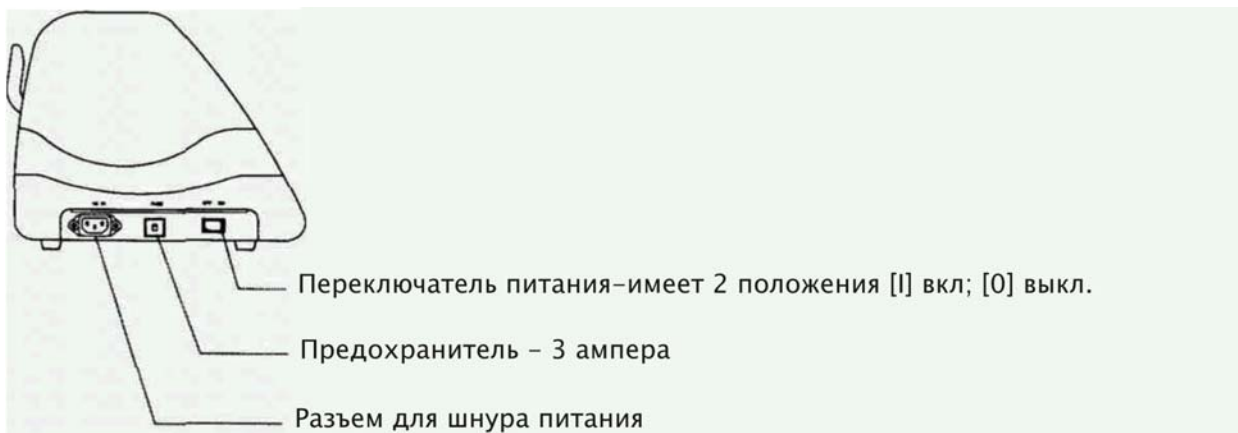 Переключатель питания–имеет 2 положения [I] вкл; [0] выкл.
Предохранитель – 3 ампера
Разъем для шнура питания